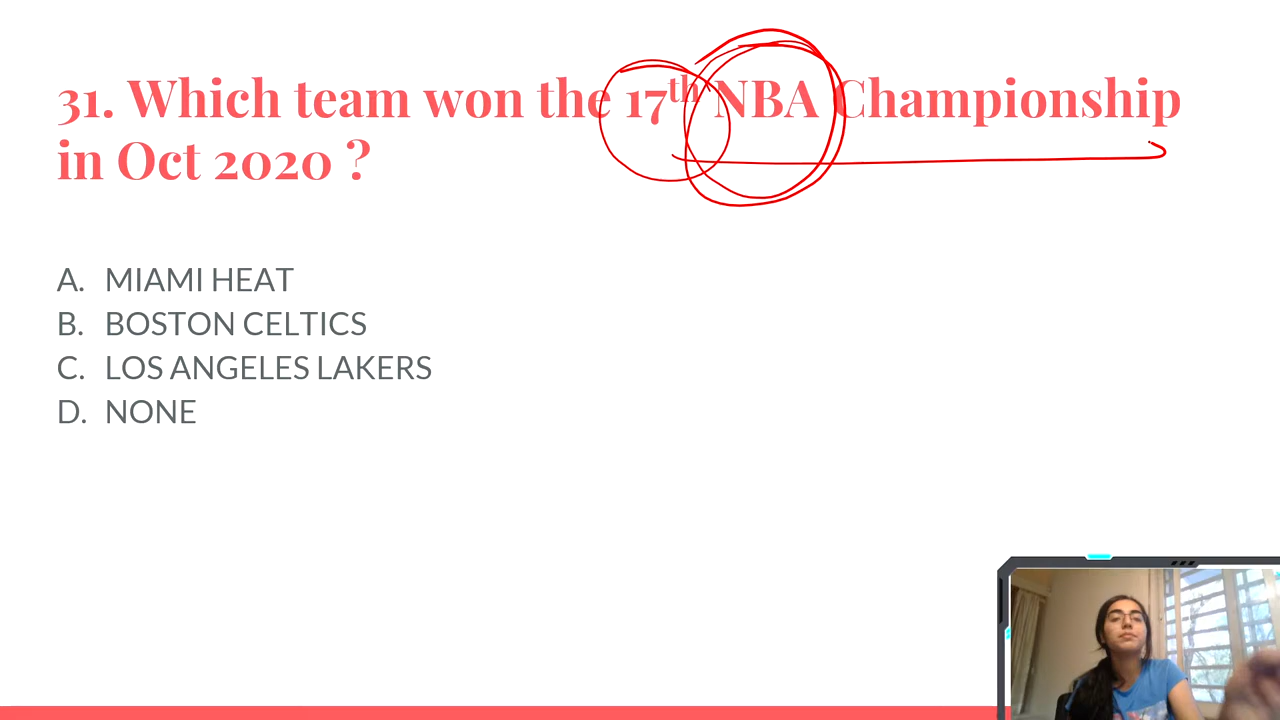 31. Which team won the 17th NBA Championship
in Oct 2020 ?
A. MIAMI HEAT
B. BOSTON CELTICS
C. LOS ANGELES LAKERS
D. NONE